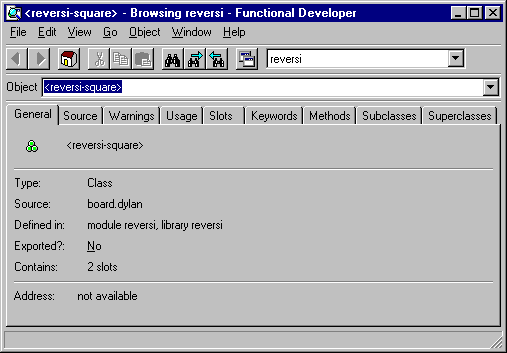 <reversi-square> - Browsing reversi - Functional Developer
File Edit View Go Object Window Help
reversi
Object <reversi-square>
General Source Warnings Usage Slots Keywords Methods Subclasses Superclasses
<reversi-square>
Type: Class
Source: board.dylan
Defined in: module reversi, library reversi
Exported?: No
Contains: 2 slots
Address: not available